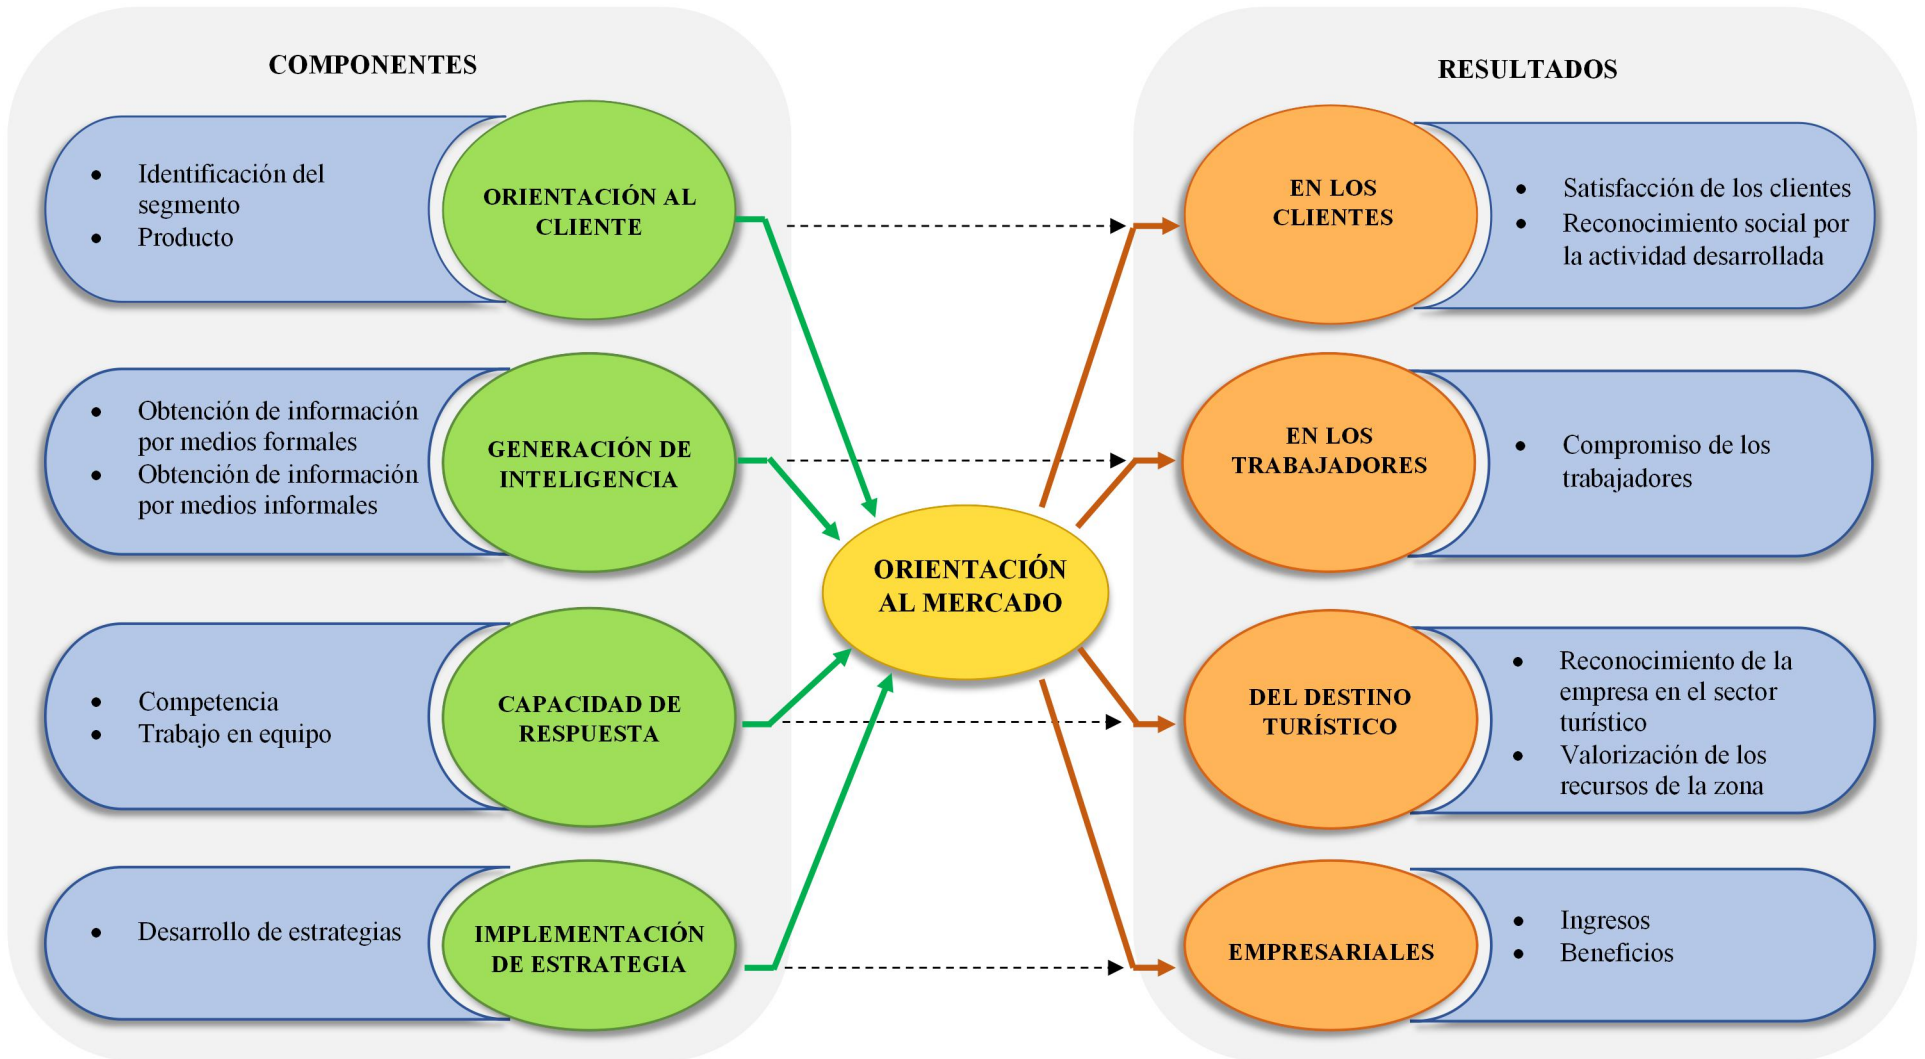 COMPONENTES
• Identificación del
segmento
• Producto
ORIENTACIÓN AL
CLIENTE
• Obtención de información
por medios formales
• Obtención de información
por medios informales
GENERACIÓN DE
INTELIGENCIA
• Competencia
• Trabajo en equipo
CAPACIDAD DE
RESPUESTA
• Desarrollo de estrategias
IMPLEMENTACIÓN
DE ESTRATEGIA
ORIENTACIÓN
AL MERCADO
RESULTADOS
EN LOS
CLIENTES
• Satisfacción de los clientes
• Reconocimiento social por
la actividad desarrollada
EN LOS
TRABAJADORES
• Compromiso de los
trabajadores
DEL DESTINO
TURÍSTICO
• Reconocimiento de la
empresa en el sector
turístico
• Valorización de los
recursos de la zona
EMPRESARIALES
• Ingresos
• Beneficios